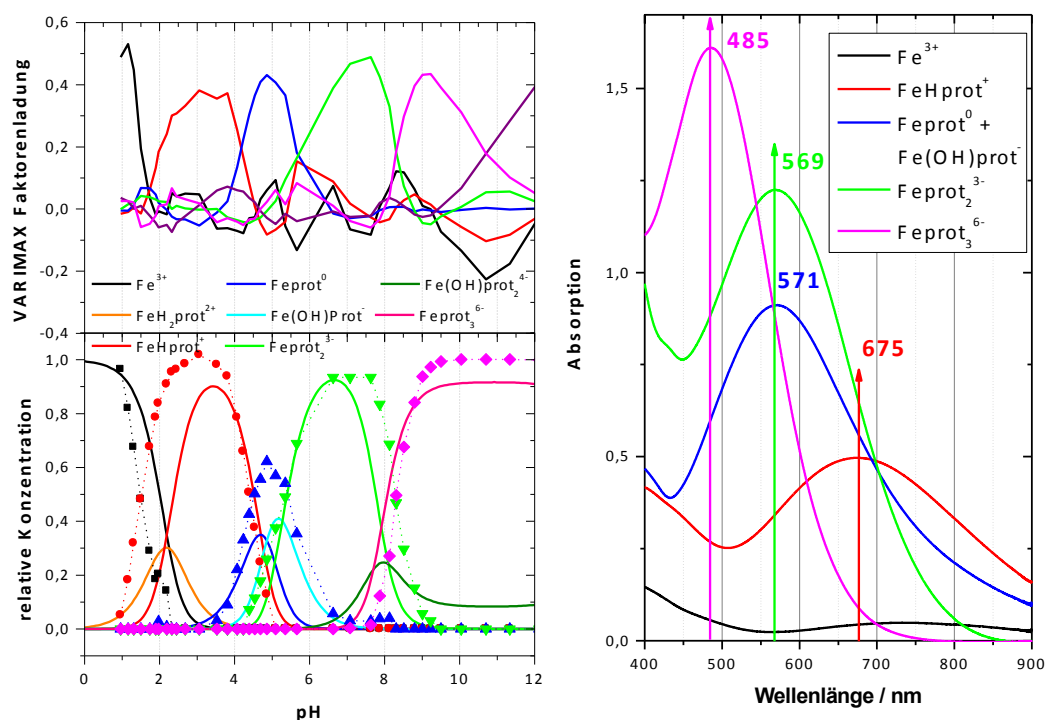 VARIMAX Faktorenladung
0,6
0,4
0,2
0,0
-0,2
-0,4
Fe³⁺
Feprot⁰
Fe(OH)prot₂⁴⁻
FeH₂prot²⁺
Fe(OH)Prot⁻
Feprot₃⁶⁻
FeHprot⁺
Feprot₂³⁻
relative Konzentration
1,0
0,8
0,6
0,4
0,2
0,0
0 2 4 6 8 10 12
pH
Absorption
1,5
1,0
0,5
0,0
485
569
571
675
Fe³⁺
FeHprot⁺
Feprot⁰ +
Fe(OH)prot⁻
Feprot₂³⁻
Feprot₃⁶⁻
400 500 600 700 800 900
Wellenlänge / nm